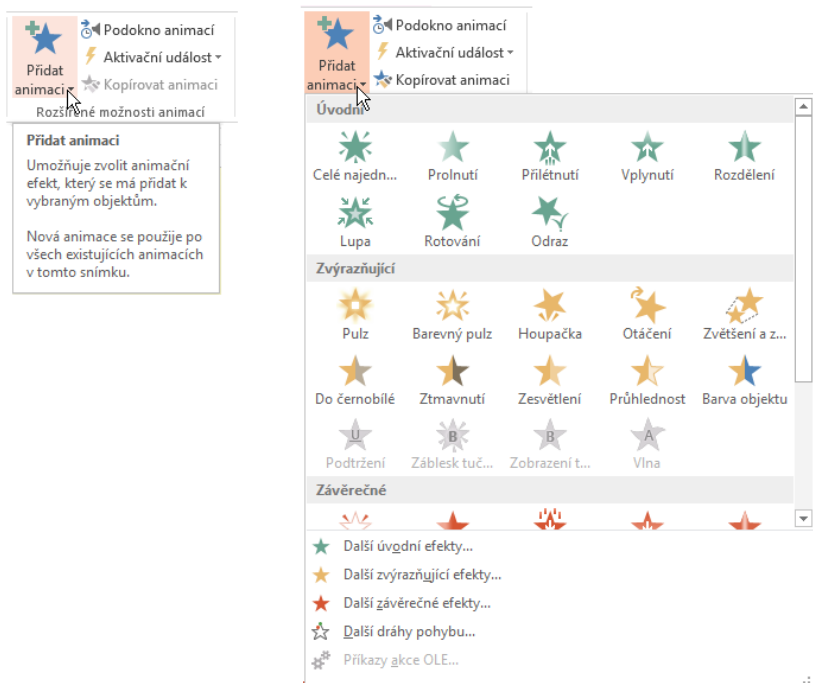 Přidat
animaci
Podokno animací
Aktivační událost
Kopírovat animaci
Rozšířené možnosti animací
Přidat animaci
Umožňuje zvolit animační
efekt, který se má přidat k
vybraným objektům.
Nová animace se použije po
všech existujících animacích
v tomto snímku.
Přidat
animaci
Podokno animací
Aktivační událost
Kopírovat animaci
Úvodní
Celé najedn... Prolnutí Přilétnutí Vplynutí Rozdělení
Lupa Rotování Odraz
Zvýrazňující
Pulz Barevný pulz Houpačka Otáčení Zvětšení a z...
Do černobílé Ztmavnutí Zesvětlení Průhlednost Barva objektu
Podtržení Záblesk tuč... Zobrazení t... Vlna
Závěrečné
Další úvodní efekty...
Další zvýrazňující efekty...
Další závěrečné efekty...
Další dráhy pohybu...
Příkazy akce OLE...